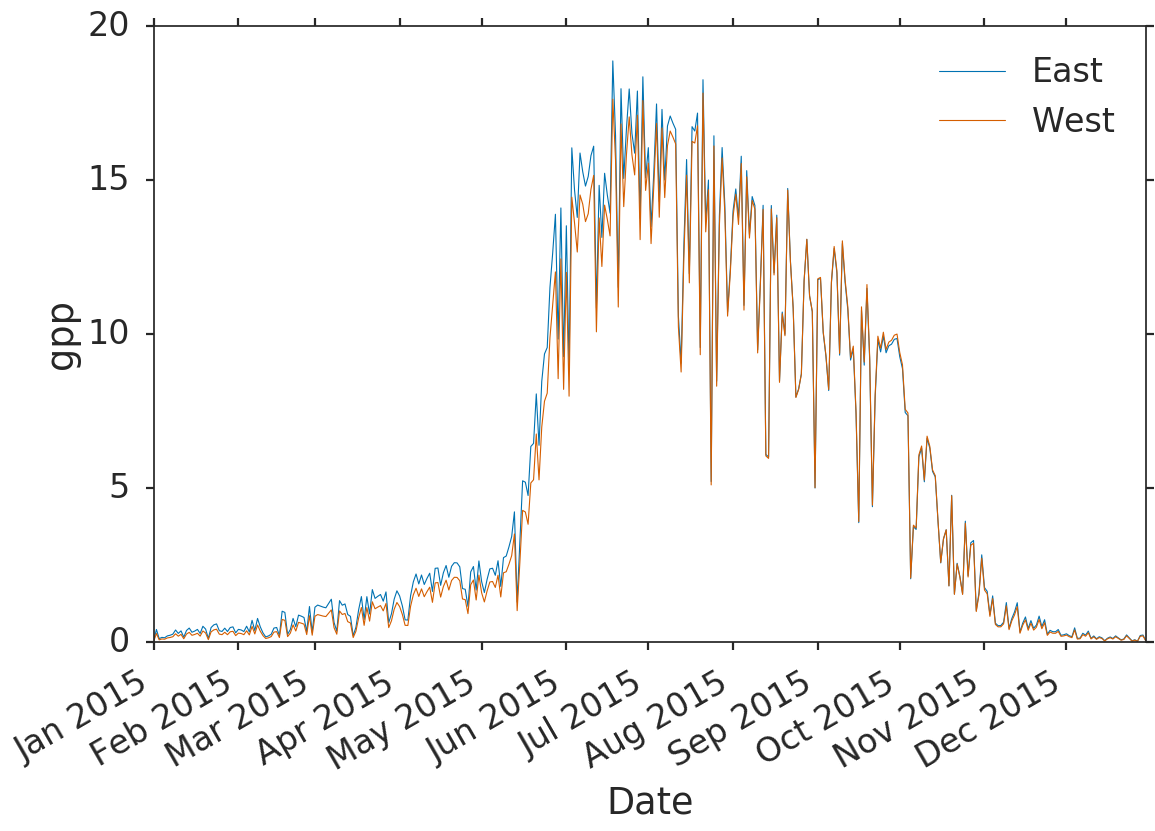 20
15
10
5
0
gpp
East
West
Jan 2015
Feb 2015
Mar 2015
Apr 2015
May 2015
Jun 2015
Jul 2015
Aug 2015
Sep 2015
Oct 2015
Nov 2015
Dec 2015
Date